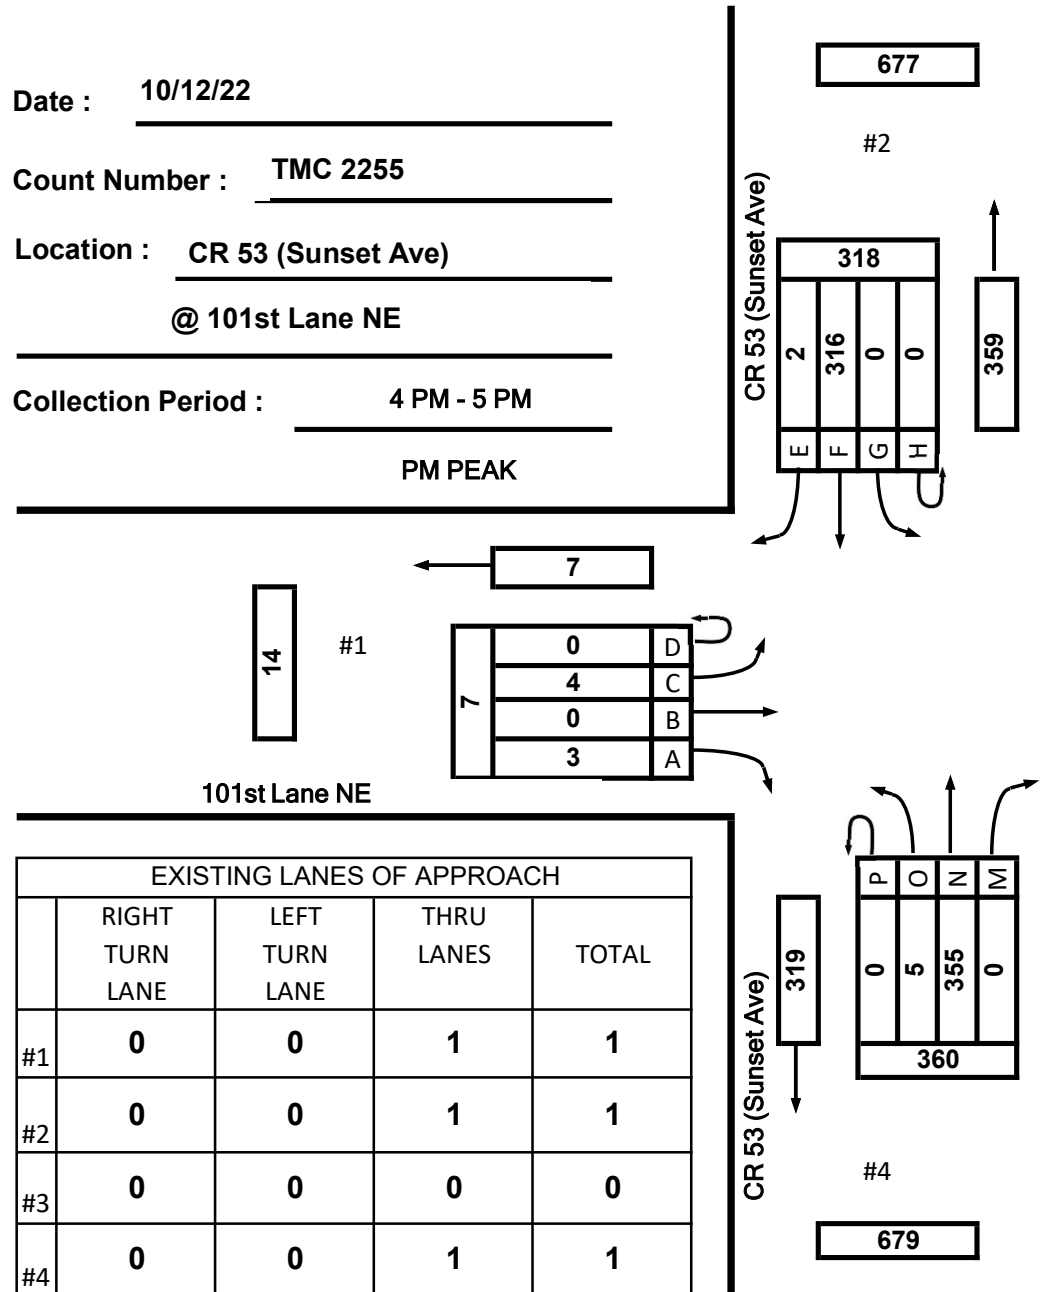 Date : 10/12/22
Count Number : TMC 2255
Location : CR 53 (Sunset Ave)
@ 101st Lane NE
Collection Period : 4 PM - 5 PM
PM PEAK
677
#2
CR 53 (Sunset Ave)
318
2 316 0 0
E F G H
359
7
14
#1
7
0 D
4 C
0 B
3 A
101st Lane NE
EXISTING LANES OF APPROACH
RIGHT TURN LANE LEFT TURN LANE THRU LANES TOTAL
#1 0 0 1 1
#2 0 0 1 1
#3 0 0 0 0
#4 0 0 1 1
CR 53 (Sunset Ave)
319
P O N M
0 5 355 0
360
#4
679